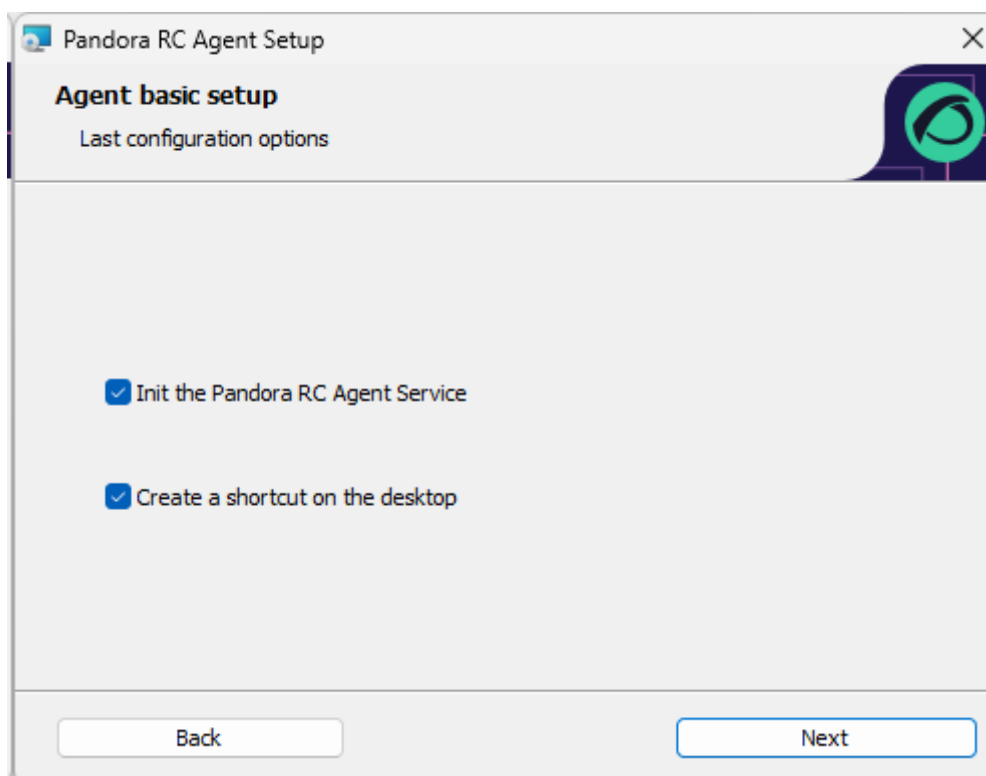 Pandora RC Agent Setup
Agent basic setup
Last configuration options
Init the Pandora RC Agent Service
Create a shortcut on the desktop
Back
Next